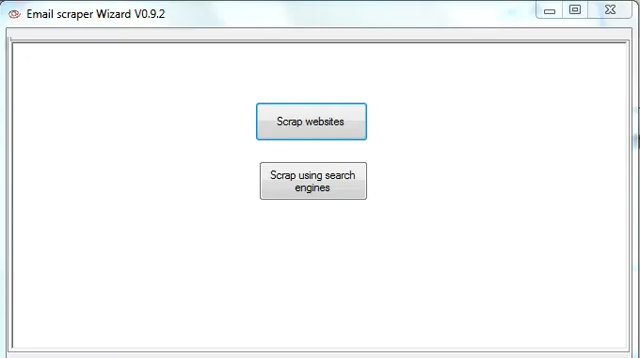 Email scraper Wizard V0.9.2
Scrap websites
Scrap using search
engines